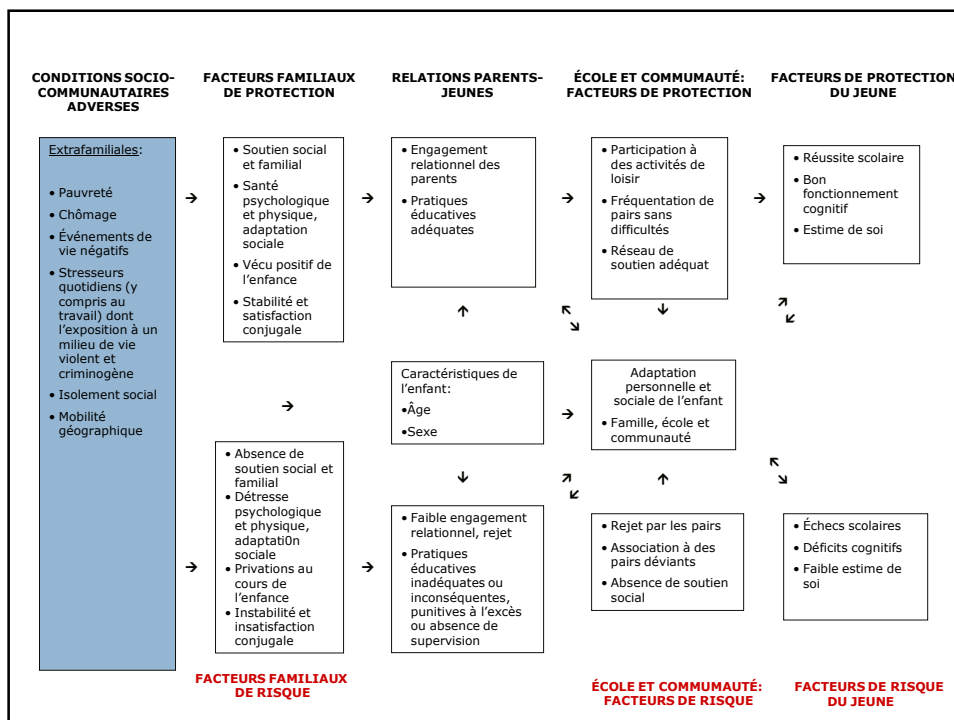 CONDITIONS SOCIO-
COMMUNAUTAIRES
ADVERSES
FACTEURS FAMILIAUX
DE PROTECTION
RELATIONS PARENTS-
JEUNES
ÉCOLE ET COMMUMAUTÉ:
FACTEURS DE PROTECTION
FACTEURS DE PROTECTION
DU JEUNE
Extrafamiliales:
• Pauvreté
• Chômage
• Événements de
vie négatifs
• Stresseurs
quotidiens (y
compris au
travail) dont
l'exposition à un
milieu de vie
violent et
criminogène
• Isolement social
• Mobilité
géographique
• Soutien social
et familial
• Santé
psychologique
et physique,
adaptation
sociale
• Vécu positif de
l'enfance
• Stabilité et
satisfaction
conjugale
• Engagement
relationnel des
parents
• Pratiques
éducatives
adéquates
• Participation à
des activités de
loisir
• Fréquentation de
pairs sans
difficultés
• Réseau de
soutien adéquat
• Réussite scolaire
• Bon
fonctionnement
cognitif
• Estime de soi
Caractéristiques de
l'enfant:
•Âge
•Sexe
Adaptation
personnelle et
sociale de l'enfant
• Famille, école et
communauté
• Absence de
soutien social et
familial
• Détresse
psychologique
et physique,
adaptati0n
sociale
• Privations au
cours de
l'enfance
• Instabilité et
insatisfaction
conjugale
• Faible engagement
relationnel, rejet
• Pratiques
éducatives
inadéquates ou
inconséquentes,
punitives à l'excès
ou absence de
supervision
• Rejet par les pairs
• Association à des
pairs déviants
• Absence de soutien
social
• Échecs scolaires
• Déficits cognitifs
• Faible estime de
soi
FACTEURS FAMILIAUX
DE RISQUE
ÉCOLE ET COMMUMAUTÉ:
FACTEURS DE RISQUE
FACTEURS DE RISQUE
DU JEUNE